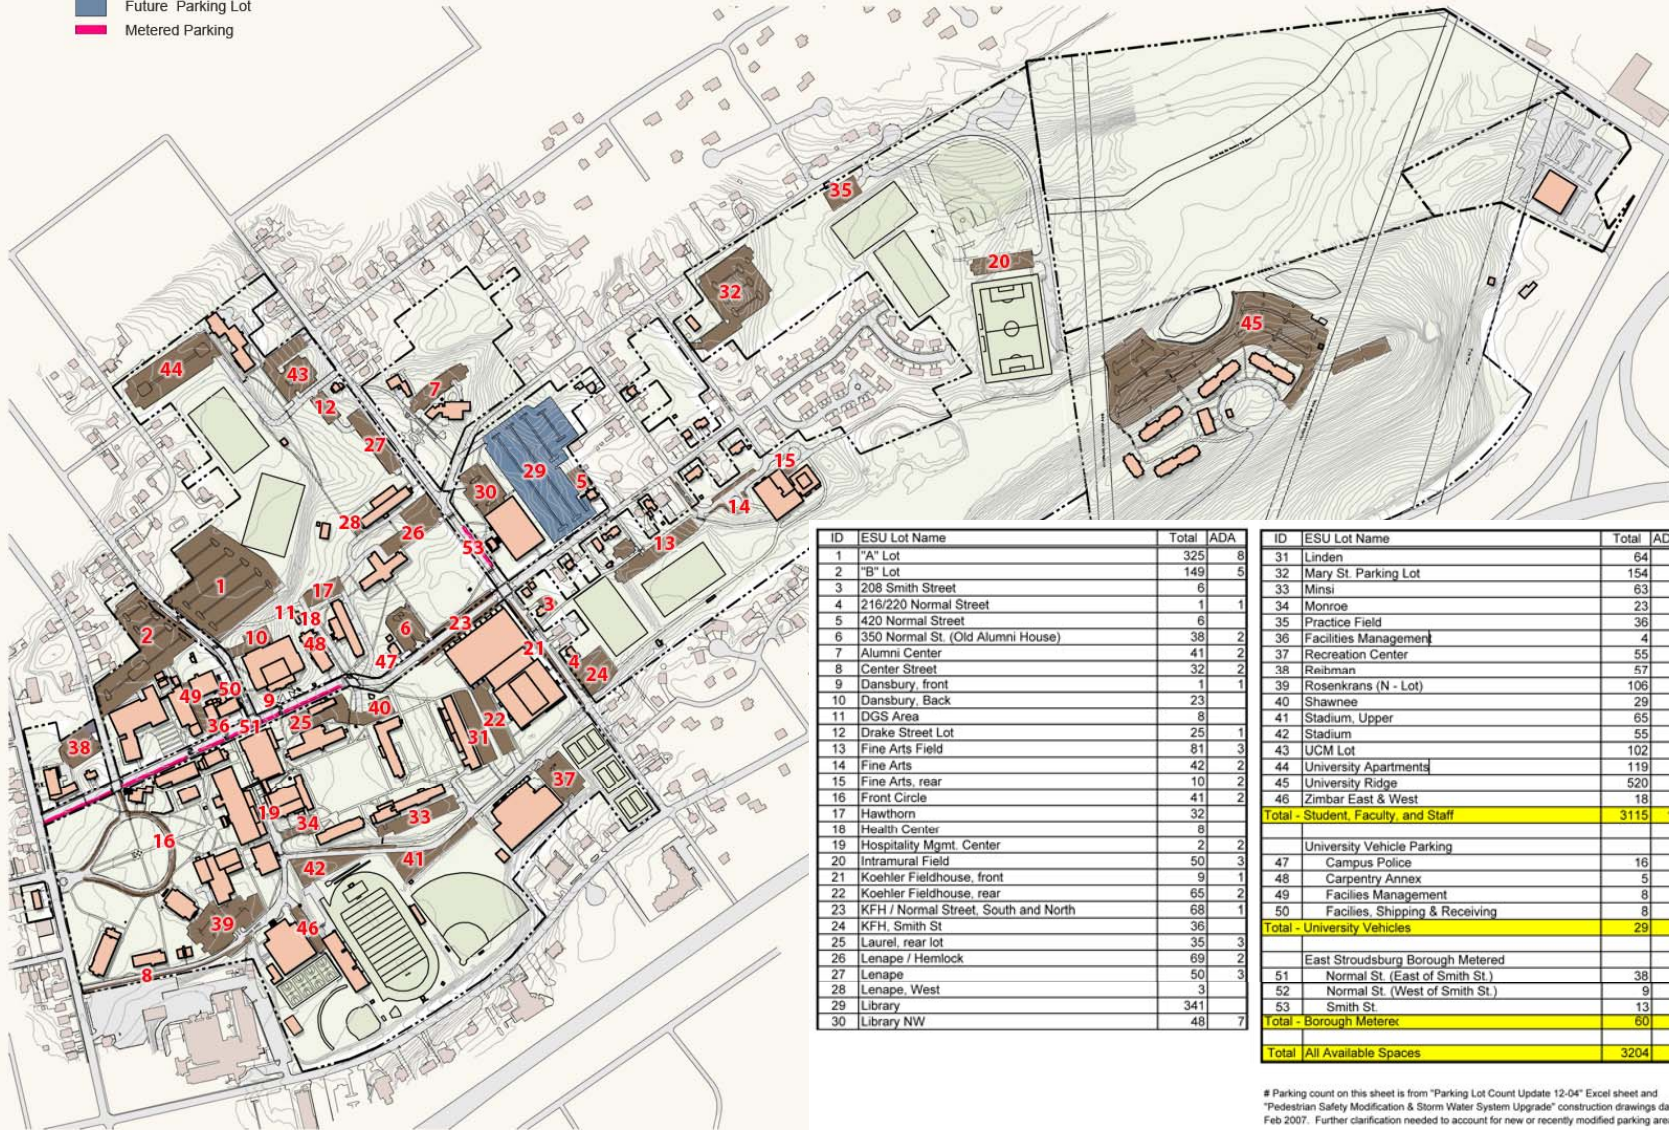 Future Parking Lot
Metered Parking
35
20
32
45
44
43
7
12
27
29
5
15
30
14
28
26
53
13
1
17
11
18
3
2
10
6
23
48
21
47
4
24
49
50
9
40
36
51
25
22
31
38
37
19
34
33
16
42
41
39
46
8
ID ESU Lot Name Total ADA
1 "A" Lot 325 8
2 "B" Lot 149 5
3 208 Smith Street 6
4 216/220 Normal Street 1 1
5 420 Normal Street 6
6 350 Normal St. (Old Alumni House) 38 2
7 Alumni Center 41 2
8 Center Street 32 2
9 Dansbury, front 1 1
10 Dansbury, Back 23
11 DGS Area 8
12 Drake Street Lot 25 1
13 Fine Arts Field 81 3
14 Fine Arts 42 2
15 Fine Arts, rear 10 2
16 Front Circle 41 2
17 Hawthorn 32
18 Health Center 8
19 Hospitality Mgmt. Center 2 2
20 Intramural Field 50 3
21 Koehler Fieldhouse, front 9 1
22 Koehler Fieldhouse, rear 65 2
23 KFH / Normal Street, South and North 68 1
24 KFH, Smith St 36
25 Laurel, rear lot 35 3
26 Lenape / Hemlock 69 2
27 Lenape 50 3
28 Lenape, West 3
29 Library 341
30 Library NW 48 7
ID ESU Lot Name Total AD
31 Linden 64
32 Mary St. Parking Lot 154
33 Minsi 63
34 Monroe 23
35 Practice Field 36
36 Facilities Management 4
37 Recreation Center 55
38 Reibman 57
39 Rosenkrans (N - Lot) 106
40 Shawnee 29
41 Stadium, Upper 65
42 Stadium 55
43 UCM Lot 102
44 University Apartments 119
45 University Ridge 520
46 Zimbar East & West 18
Total - Student, Faculty, and Staff 3115
University Vehicle Parking
47 Campus Police 16
48 Carpentry Annex 5
49 Facilies Management 8
50 Facilies, Shipping & Receiving 8
Total - University Vehicles 29
East Stroudsburg Borough Metered
51 Normal St. (East of Smith St.) 38
52 Normal St. (West of Smith St.) 9
53 Smith St. 13
Total - Borough Metered 60
Total All Available Spaces 3204
# Parking count on this sheet is from "Parking Lot Count Update 12-04" Excel sheet and
"Pedestrian Safety Modification & Storm Water System Upgrade" construction drawings da
Feb 2007. Further clarification needed to account for new or recently modified parking are